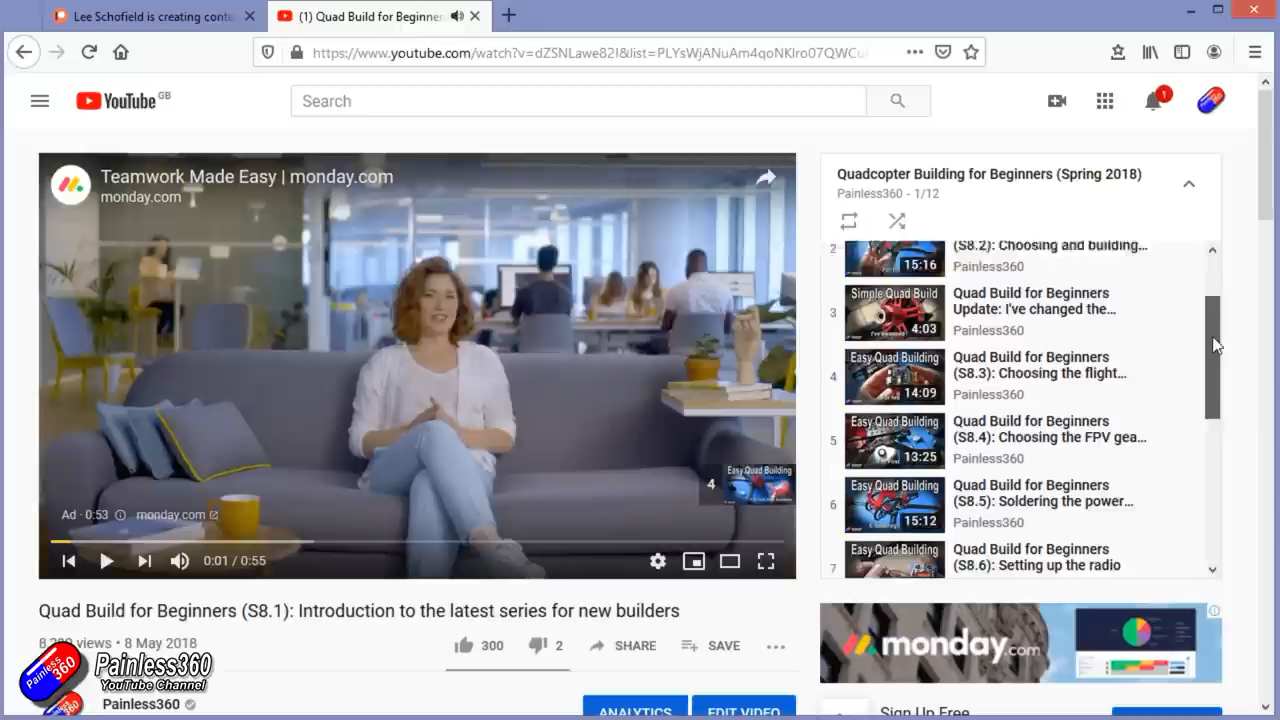 Lee Schofield is creating cont
(1) Quad Build for Beginner
https://www.youtube.com/watch?v=dZSNLawe82I&list=PLYsWjANuAm4qoNKlro07QWCu
YouTube GB
Search
1
Teamwork Made Easy | monday.com
monday.com
4
Easy Quad Building
Ad · 0:53
monday.com
0:01 / 0:55
Quadcopter Building for Beginners (Spring 2018)
Painless360 - 1/12
2
15:16
(S8.2): Choosing and building...
Painless360
3
Simple Quad Build
4:03
Quad Build for Beginners
Update: I've changed the...
Painless360
4
Easy Quad Building
14:09
Quad Build for Beginners
(S8.3): Choosing the flight...
Painless360
5
Easy Quad Building
13:25
Quad Build for Beginners
(S8.4): Choosing the FPV gea...
Painless360
6
Easy Quad Building
15:12
Quad Build for Beginners
(S8.5): Soldering the power...
Painless360
7
Easy Quad Building
Quad Build for Beginners
(S8.6): Setting up the radio
Quad Build for Beginners (S8.1): Introduction to the latest series for new builders
views • 8 May 2018
300
2
SHARE
SAVE
monday.com
Painless360
Painless360
YouTube Channel
Painless360
ANALYTICS
EDIT VIDEO
Sign Up Free